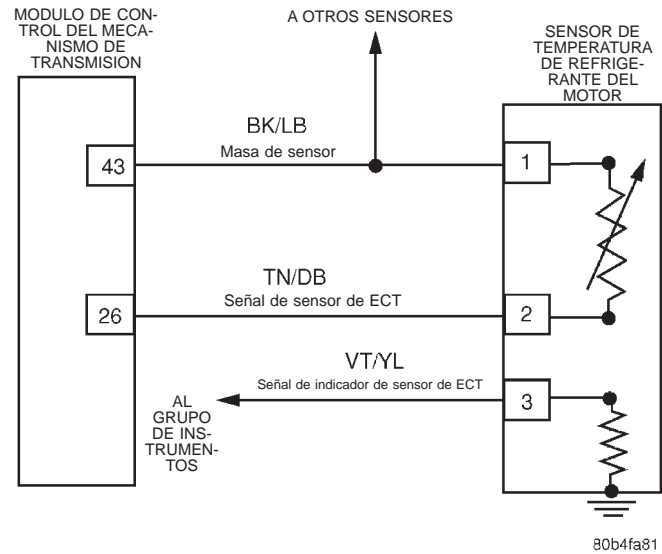 MODULO DE CON-
TROL DEL MECA-
NISMO DE
TRANSMISION
A OTROS SENSORES
SENSOR DE
TEMPERATURA
DE REFRIGE-
RANTE DEL
MOTOR
BK/LB
Masa de sensor
43
1
TN/DB
Señal de sensor de ECT
26
2
VT/YL
Señal de indicador de sensor de ECT
3
AL
GRUPO
DE INS-
TRUMEN-
TOS
80b4fa81